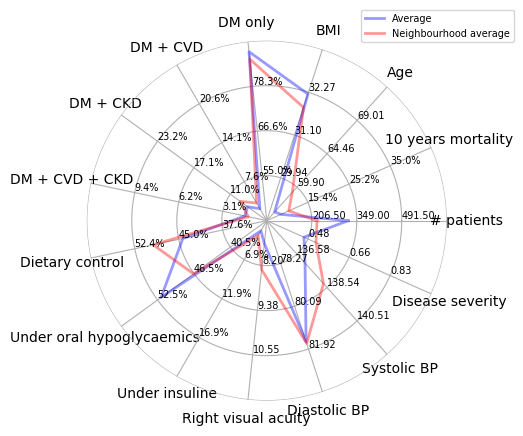 Average
Neighbourhood average
DM only
BMI
DM + CVD
Age
DM + CKD
10 years mortality
DM + CVD + CKD
# patients
Dietary control
Disease severity
Under oral hypoglycaemics
Systolic BP
Under insuline
Diastolic BP
Right visual acuity
78.3%
66.6%
55.0%
32.27
31.10
29.94
69.01
64.46
59.90
35.0%
25.2%
15.4%
206.50
349.00
491.50
0.48
0.66
0.83
136.58
138.54
140.51
78.27
80.09
81.92
8.20
9.38
10.55
6.9%
11.9%
16.9%
40.5%
46.5%
52.5%
37.6%
45.0%
52.4%
3.1%
6.2%
9.4%
11.0%
17.1%
23.2%
7.6%
14.1%
20.6%